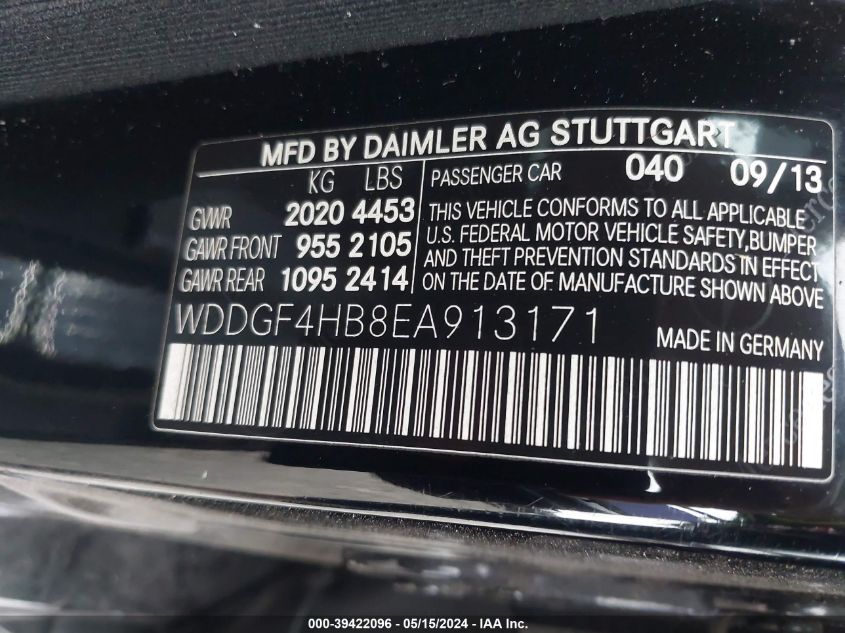 MFD BY DAIMLER AG STUTTGART
KG LBS
GVWR 2020 4453
GAWR FRONT 955 2105
GAWR REAR 1095 2414
PASSENGER CAR 040 09/13
THIS VEHICLE CONFORMS TO ALL APPLICABLE
U.S. FEDERAL MOTOR VEHICLE SAFETY,BUMPER
AND THEFT PREVENTION STANDARDS IN EFFECT
ON THE DATE OF MANUFACTURE SHOWN ABOVE
WDDGF4HB8EA913171
MADE IN GERMANY
000-39422096 - 05/15/2024 - IAA Inc.